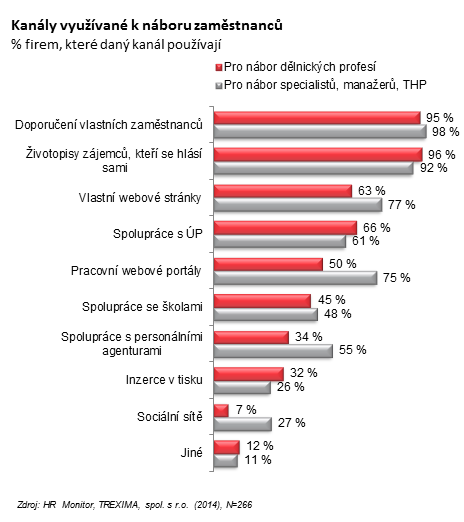 Kanály využívané k náboru zaměstnanců
% firem, které daný kanál používají
Pro nábor dělnických profesí
Pro nábor specialistů, manažerů, THP
Doporučení vlastních zaměstnanců
95 %
98 %
Životopisy zájemců, kteří se hlásí
sami
96 %
92 %
Vlastní webové stránky
63 %
77 %
Spolupráce s ÚP
66 %
61 %
Pracovní webové portály
50 %
75 %
Spolupráce se školami
45 %
48 %
Spolupráce s personálními
agenturami
34 %
55 %
Inzerce v tisku
32 %
26 %
Sociální sítě
7 %
27 %
Jiné
12 %
11 %
Zdroj: HR Monitor, TREXIMA, spol. s r.o. (2014), N=266